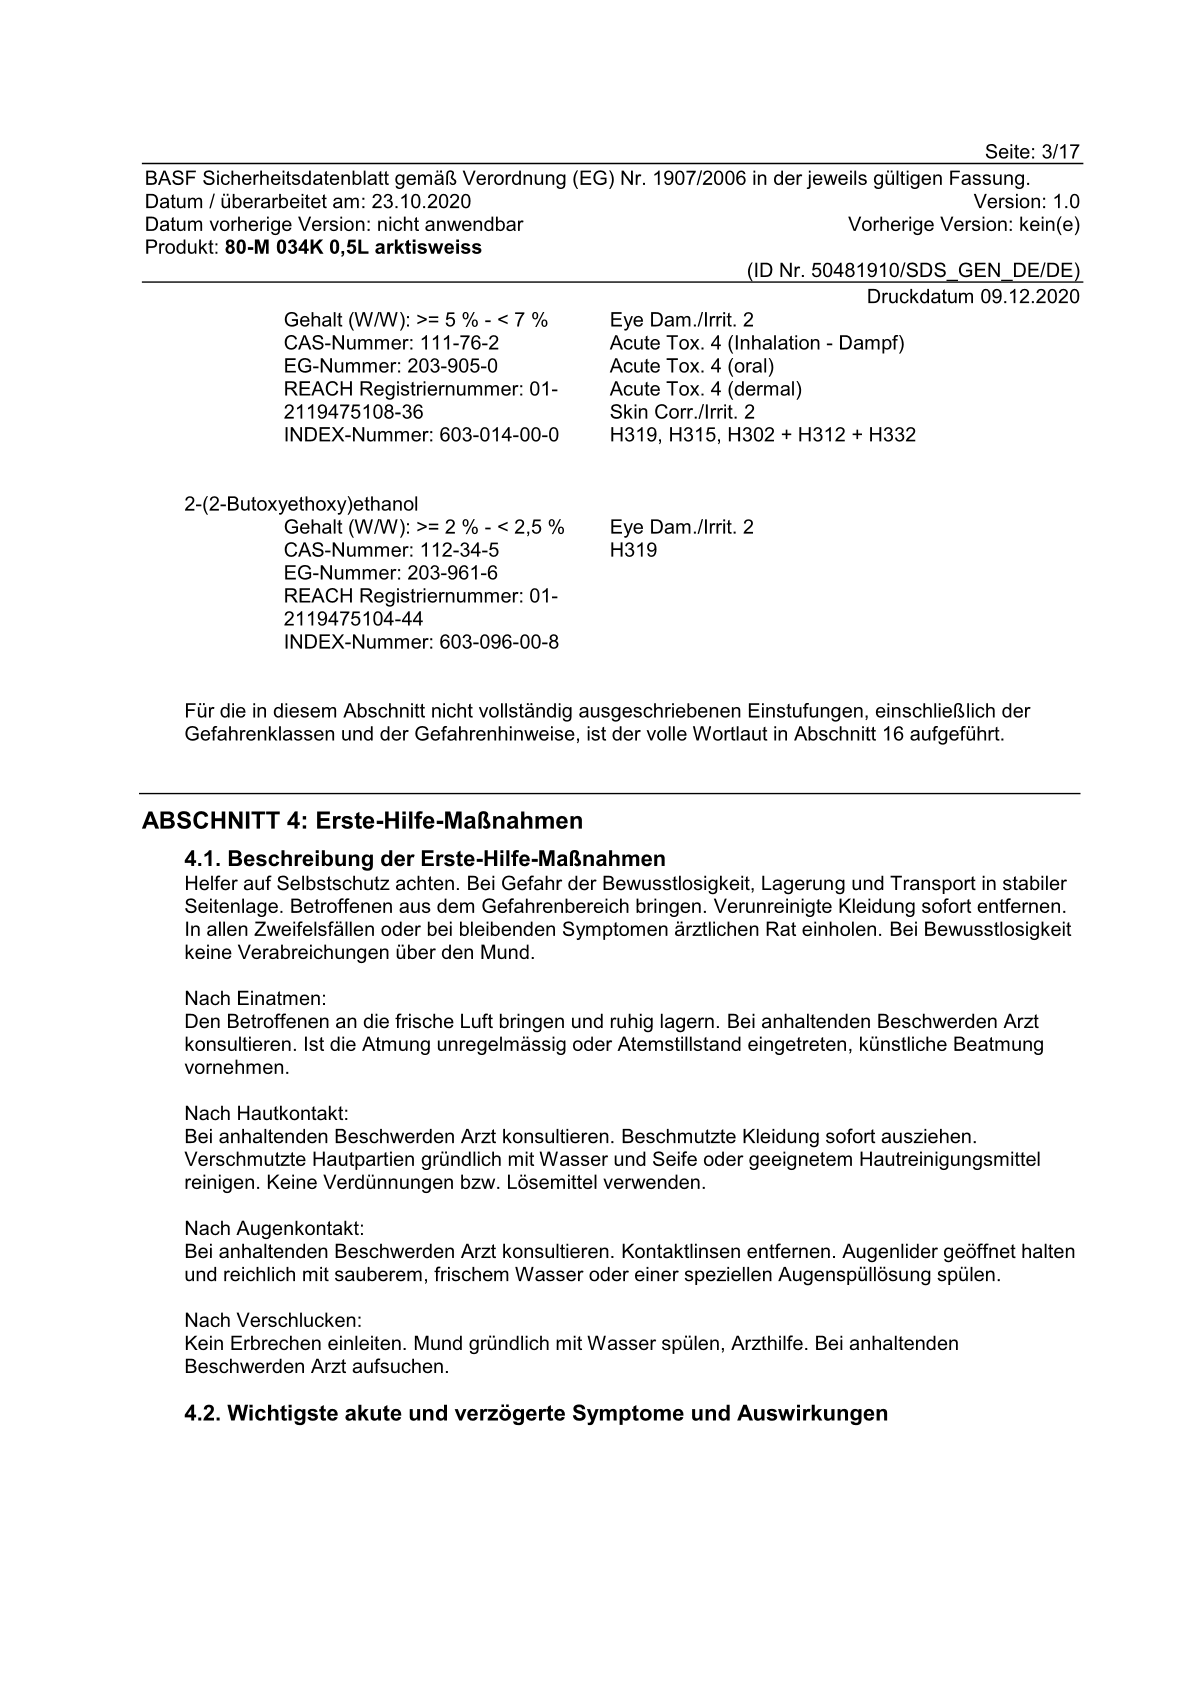 Seite: 3/17
BASF Sicherheitsdatenblatt gemäß Verordnung (EG) Nr. 1907/2006 in der jeweils gültigen Fassung.
Datum / überarbeitet am: 23.10.2020 Version: 1.0
Datum vorherige Version: nicht anwendbar Vorherige Version: kein(e)
Produkt: 80-M 034K 0,5L arktisweiss
(ID Nr. 50481910/SDS_GEN_DE/DE)
Druckdatum 09.12.2020
Gehalt (W/W): >= 5 % - < 7 % Eye Dam./Irrit. 2
CAS-Nummer: 111-76-2 Acute Tox. 4 (Inhalation - Dampf)
EG-Nummer: 203-905-0 Acute Tox. 4 (oral)
REACH Registriernummer: 01- Acute Tox. 4 (dermal)
2119475108-36 Skin Corr./Irrit. 2
INDEX-Nummer: 603-014-00-0 H319, H315, H302 + H312 + H332
2-(2-Butoxyethoxy)ethanol
Gehalt (W/W): >= 2 % - < 2,5 % Eye Dam./Irrit. 2
CAS-Nummer: 112-34-5 H319
EG-Nummer: 203-961-6
REACH Registriernummer: 01-
2119475104-44
INDEX-Nummer: 603-096-00-8
Für die in diesem Abschnitt nicht vollständig ausgeschriebenen Einstufungen, einschließlich der
Gefahrenklassen und der Gefahrenhinweise, ist der volle Wortlaut in Abschnitt 16 aufgeführt.
ABSCHNITT 4: Erste-Hilfe-Maßnahmen
4.1. Beschreibung der Erste-Hilfe-Maßnahmen
Helfer auf Selbstschutz achten. Bei Gefahr der Bewusstlosigkeit, Lagerung und Transport in stabiler
Seitenlage. Betroffenen aus dem Gefahrenbereich bringen. Verunreinigte Kleidung sofort entfernen.
In allen Zweifelsfällen oder bei bleibenden Symptomen ärztlichen Rat einholen. Bei Bewusstlosigkeit
keine Verabreichungen über den Mund.
Nach Einatmen:
Den Betroffenen an die frische Luft bringen und ruhig lagern. Bei anhaltenden Beschwerden Arzt
konsultieren. Ist die Atmung unregelmässig oder Atemstillstand eingetreten, künstliche Beatmung
vornehmen.
Nach Hautkontakt:
Bei anhaltenden Beschwerden Arzt konsultieren. Beschmutzte Kleidung sofort ausziehen.
Verschmutzte Hautpartien gründlich mit Wasser und Seife oder geeignetem Hautreinigungsmittel
reinigen. Keine Verdünnungen bzw. Lösemittel verwenden.
Nach Augenkontakt:
Bei anhaltenden Beschwerden Arzt konsultieren. Kontaktlinsen entfernen. Augenlider geöffnet halten
und reichlich mit sauberem, frischem Wasser oder einer speziellen Augenspüllösung spülen.
Nach Verschlucken:
Kein Erbrechen einleiten. Mund gründlich mit Wasser spülen, Arzthilfe. Bei anhaltenden
Beschwerden Arzt aufsuchen.
4.2. Wichtigste akute und verzögerte Symptome und Auswirkungen